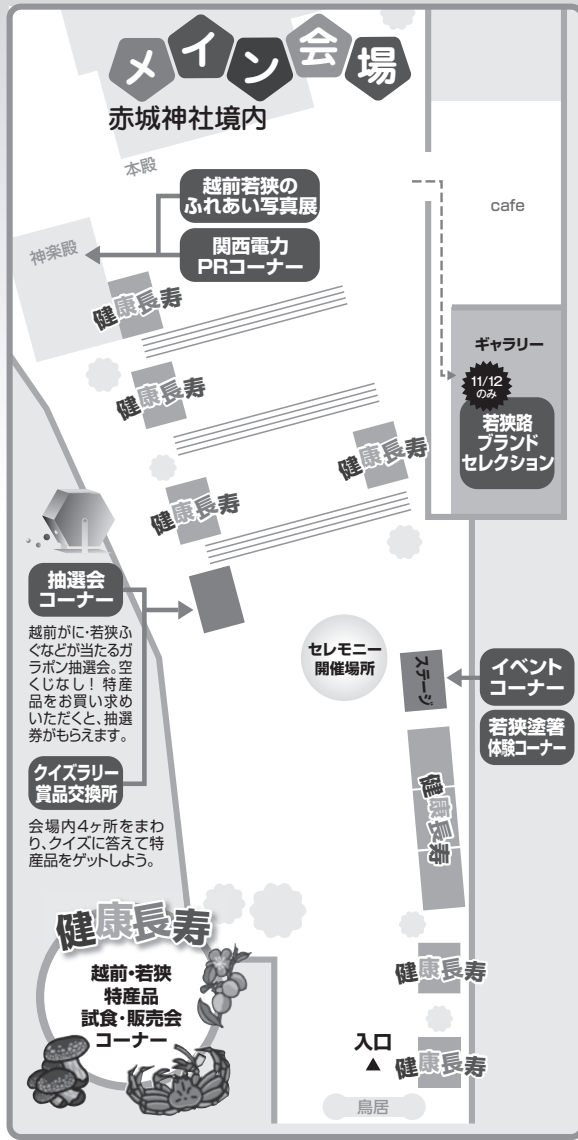 メイン会場
赤城神社境内
本殿
越前若狭の
ふれあい写真展
神楽殿
関西電力
PRコーナー
cafe
健康長寿
ギャラリー
11/12
のみ
若狭路
ブランド
セレクション
健康長寿
健康長寿
健康長寿
抽選会
コーナー
越前がに・若狭ふ
ぐなどが当たるガ
ラポン抽選会。空
くじなし！特産
品をお買い求め
いただくと、抽選
券がもらえます。
クイズラリー
賞品交換所
会場内4ヶ所をまわ
り、クイズに答えて特
産品をゲットしよう。
セレモニー
開催場所
ステージ
イベント
コーナー
若狭塗箸
体験コーナー
健康長寿
健康長寿
越前・若狭
特産品
試食・販売会
コーナー
健康長寿
入口
▲
健康長寿
鳥居